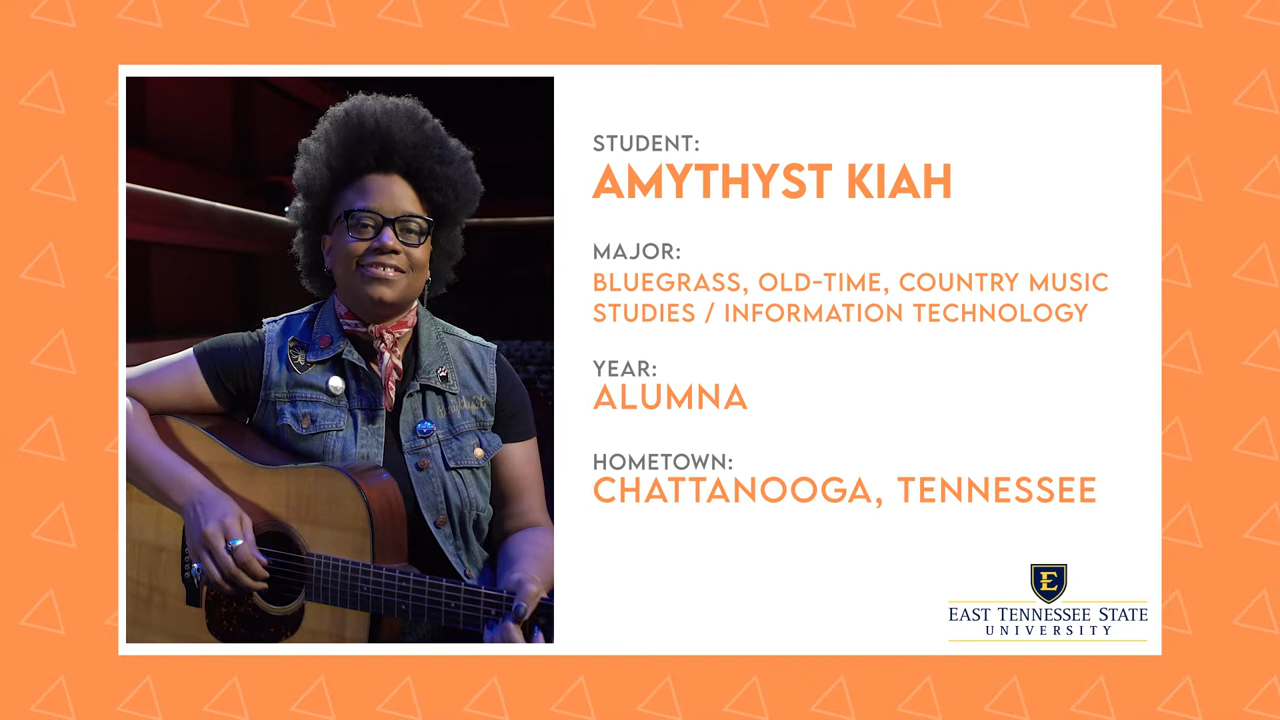 STUDENT:
AMYTHYST KIAH
MAJOR:
BLUEGRASS, OLD-TIME, COUNTRY MUSIC
STUDIES / INFORMATION TECHNOLOGY
YEAR:
ALUMNA
HOMETOWN:
CHATTANOOGA, TENNESSEE
E
EAST TENNESSEE STATE
UNIVERSITY